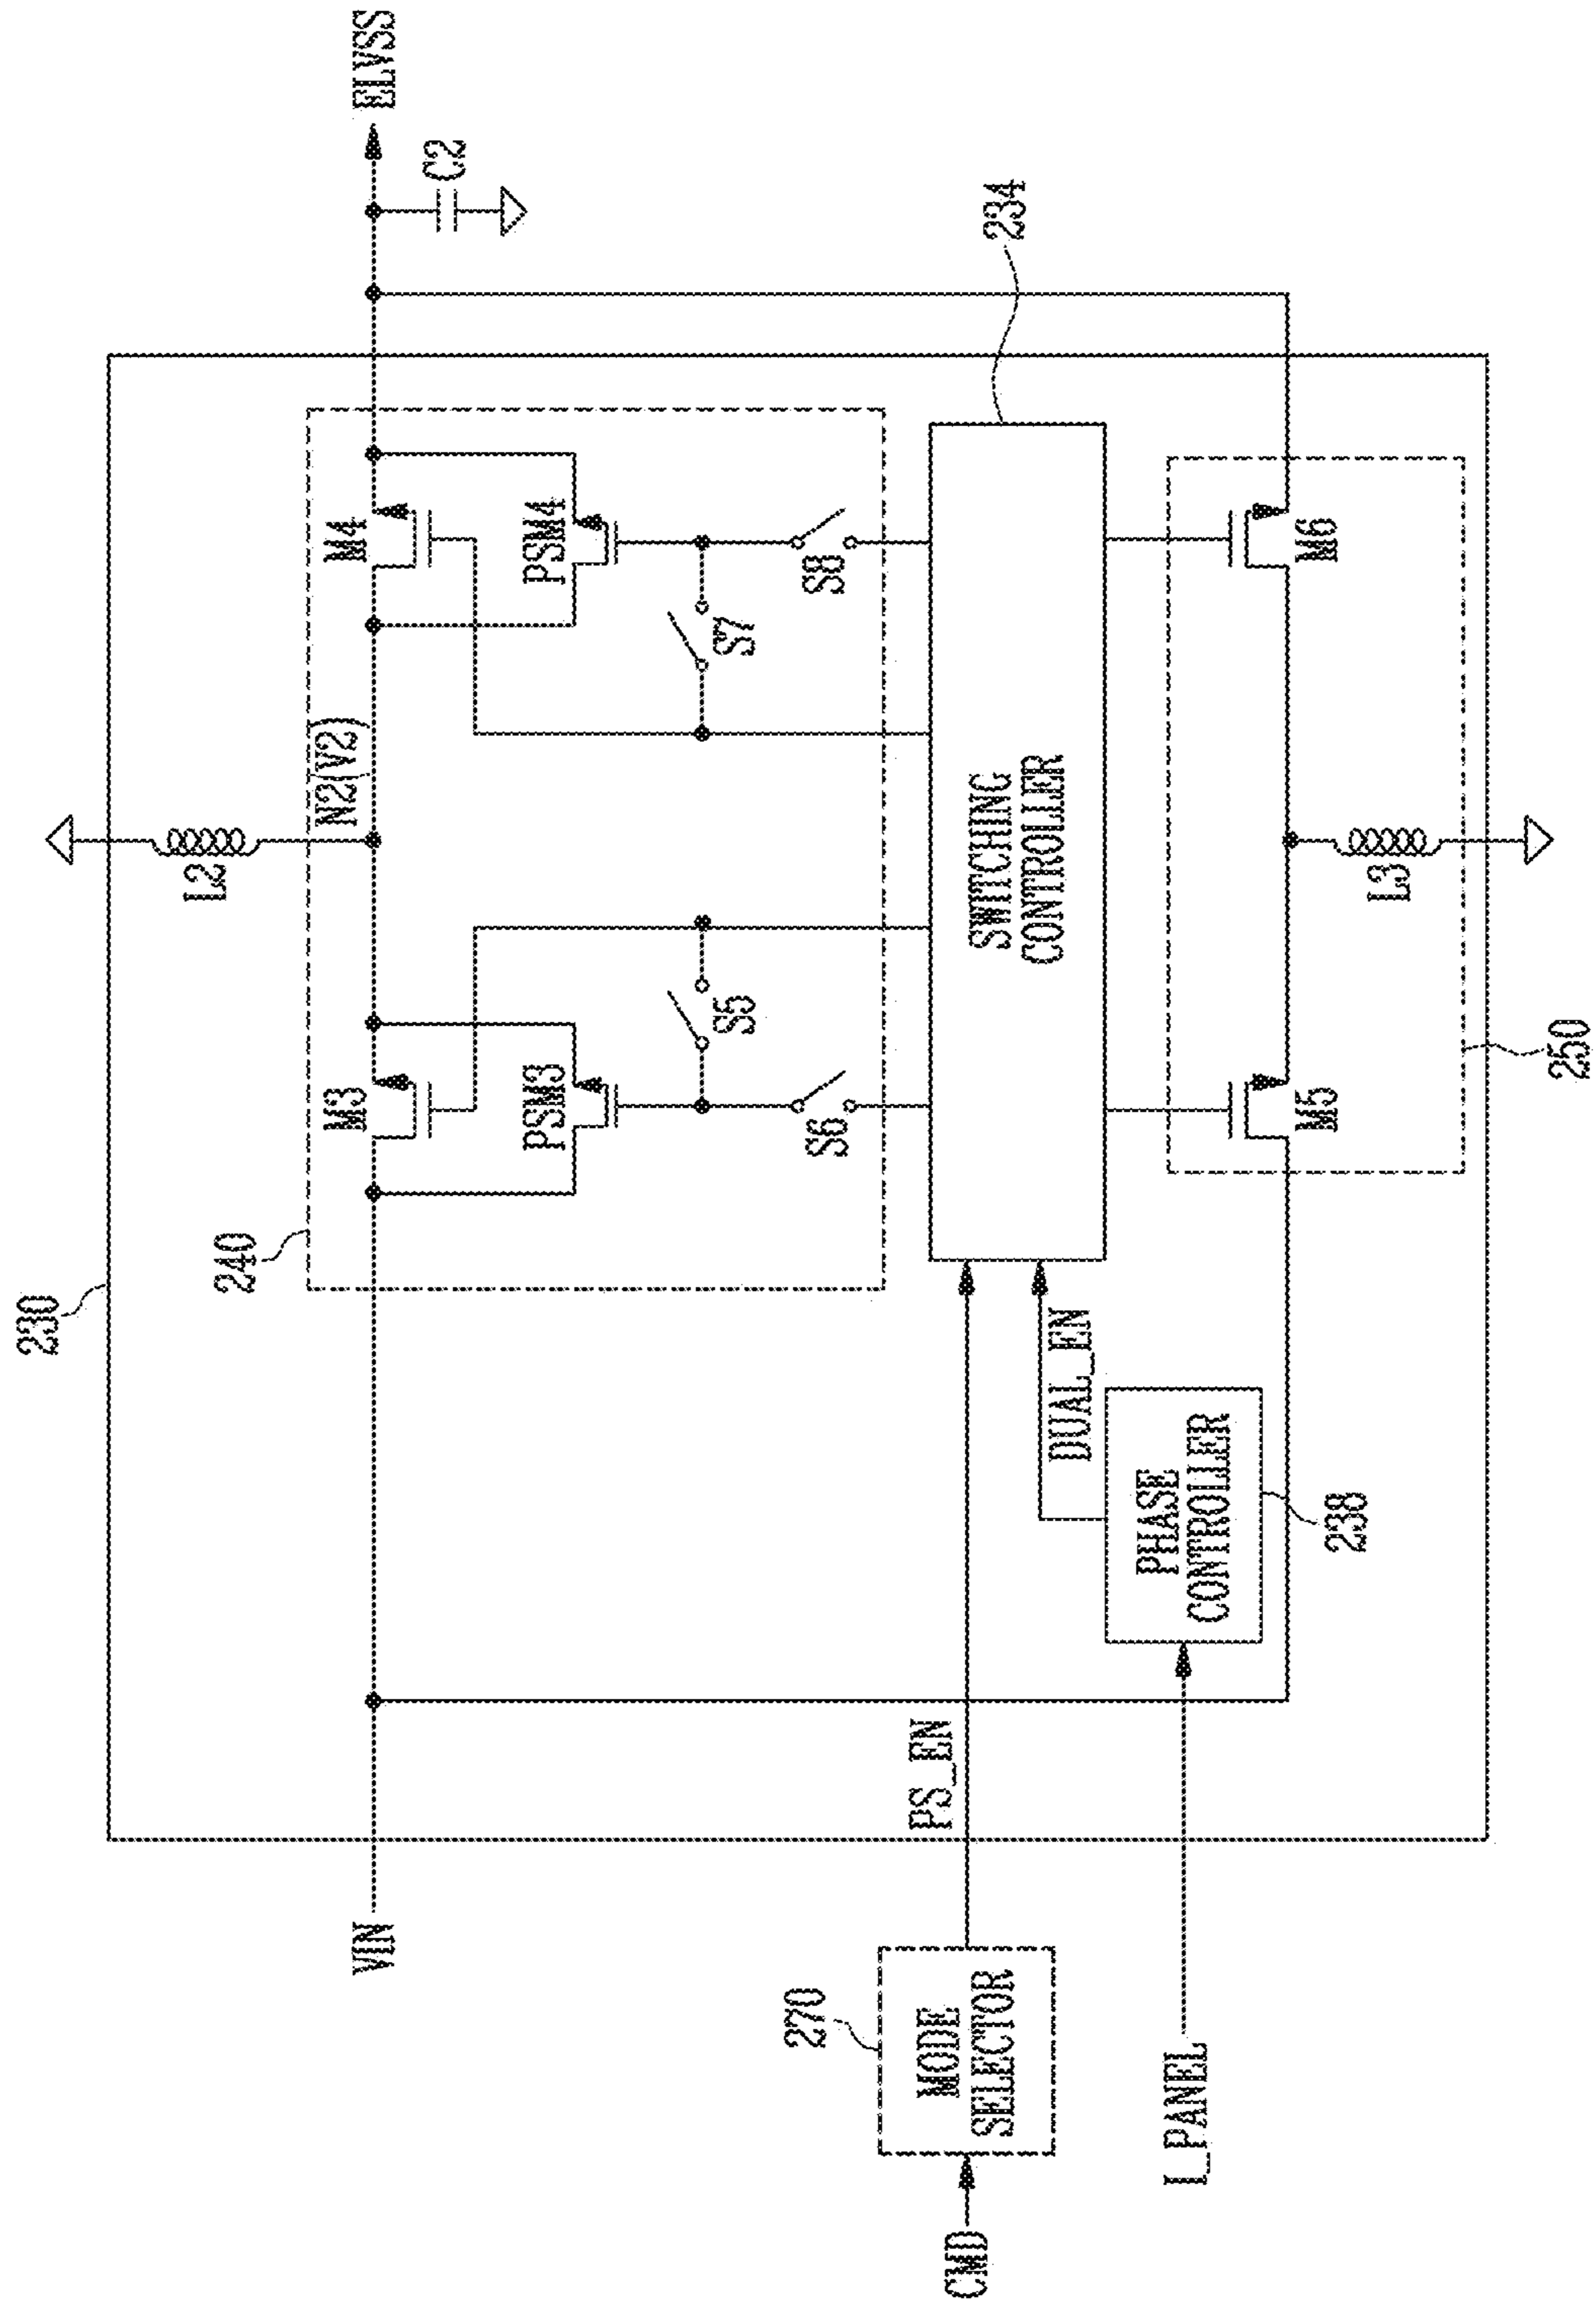 230
240
L2
N2(V2)
VIN
M3
M4
ELVSS
PSM3
PSM4
C2
S5
S7
S6
S8
270
MODE
SELECTOR
CMD
PS_EN
SWITCHING
CONTROLLER
234
DUAL_EN
I_PANEL
PHASE
CONTROLLER
238
M5
M6
L3
250